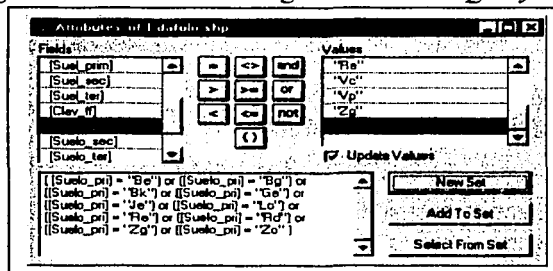 Attributes of Edafuln shp
Fields
Values
[Suel_prim]
[Suel_sec]
[Suel_ter]
[Clev_ff]
[Suelo_sec]
[Suelo_ter]
= <> and
> >= or
< <= not
( )
"Re"
"Vc"
"Vp"
"Zg"
Update Values
( [Suelo_pri] = "Be") or ([Suelo_pri] = "Bg") or
([Suelo_pri] = "Bk") or ([Suelo_pri] = "Ge") or
([Suelo_pri] = "Je") or ([Suelo_pri] = "Lo") or
([Suelo_pri] = "Re") or ([Suelo_pri] = "Rd") or
([Suelo_pri] = "Zg") or ([Suelo_pri] = "Zo" )
New Set
Add To Set
Select From Set